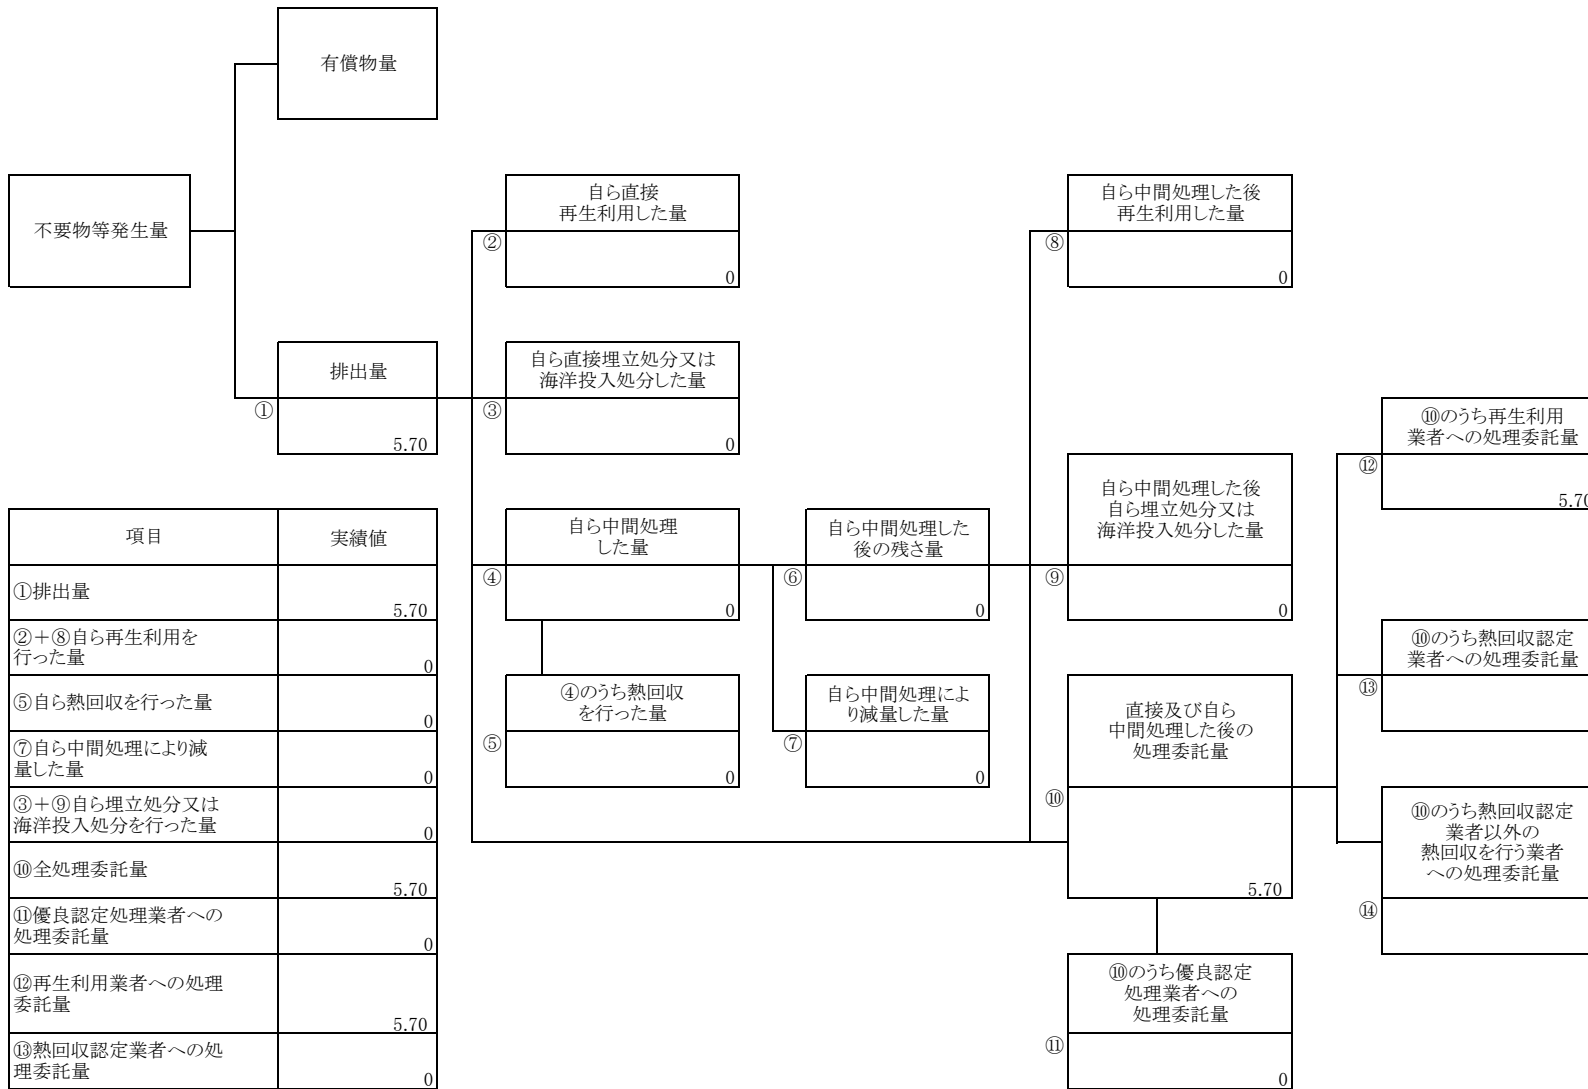 有償物量
不要物等発生量
自ら直接
再生利用した量
②
0
自ら中間処理した後
再生利用した量
⑧
0
排出量
①
5.70
自ら直接埋立処分又は
海洋投入処分した量
③
0
⑩のうち再生利用
業者への処理委託量
⑫
5.70
自ら中間処理
した量
④
0
自ら中間処理した
後の残さ量
⑥
0
自ら中間処理した後
自ら埋立処分又は
海洋投入処分した量
⑨
0
⑩のうち熱回収認定
業者への処理委託量
⑬
④のうち熱回収
を行った量
⑤
0
自ら中間処理によ
り減量した量
⑦
0
直接及び自ら
中間処理した後の
処理委託量
⑩
5.70
⑩のうち熱回収認定
業者以外の
熱回収を行う業者
への処理委託量
⑭
⑩のうち優良認定
処理業者への
処理委託量
⑪
0
項目 実績値
①排出量
5.70
②+⑧自ら再生利用を
行った量
0
⑤自ら熱回収を行った量
0
⑦自ら中間処理により減
量した量
0
③+⑨自ら埋立処分又は
海洋投入処分を行った量
0
⑩全処理委託量
5.70
⑪優良認定処理業者への
処理委託量
0
⑫再生利用業者への処理
委託量
5.70
⑬熱回収認定業者への処
理委託量
0